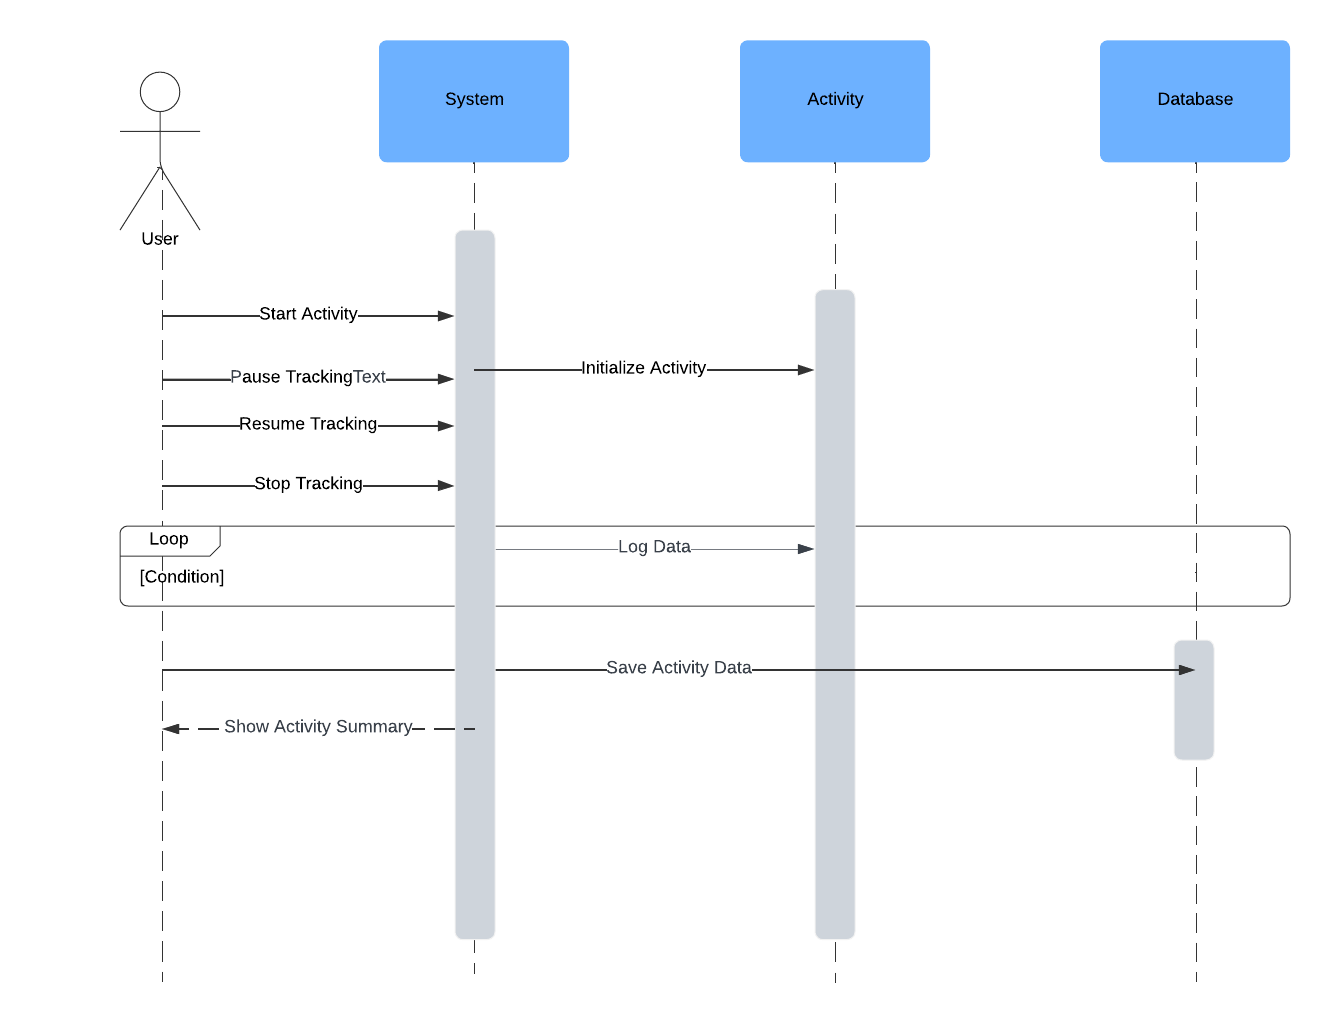 System
Activity
Database
User
Start Activity
Initialize Activity
Pause TrackingText
Resume Tracking
Stop Tracking
Loop
Log Data
[Condition]
Save Activity Data
Show Activity Summary